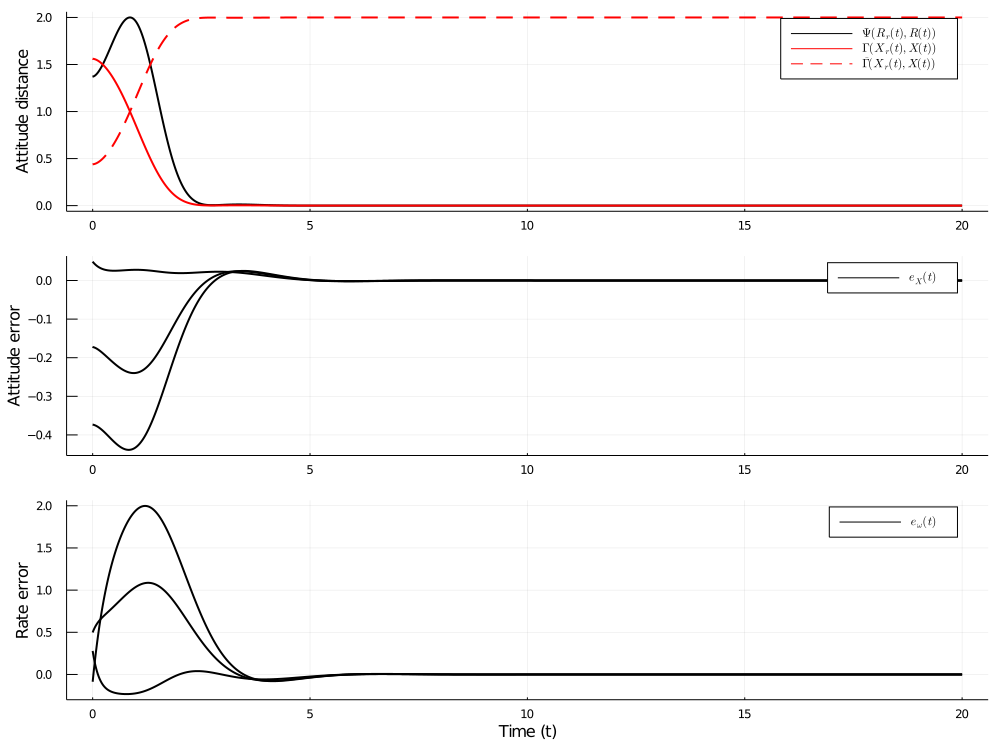 Attitude distance
2.0
1.5
1.0
0.5
0.0
Ψ(R_r(t), R(t))
Γ(X_r(t), X(t))
Γ̄(X_r(t), X(t))
0 5 10 15 20
Attitude error
0.0
−0.1
−0.2
−0.3
−0.4
e_X(t)
0 5 10 15 20
Rate error
2.0
1.5
1.0
0.5
0.0
e_ω(t)
0 5 10 15 20
Time (t)